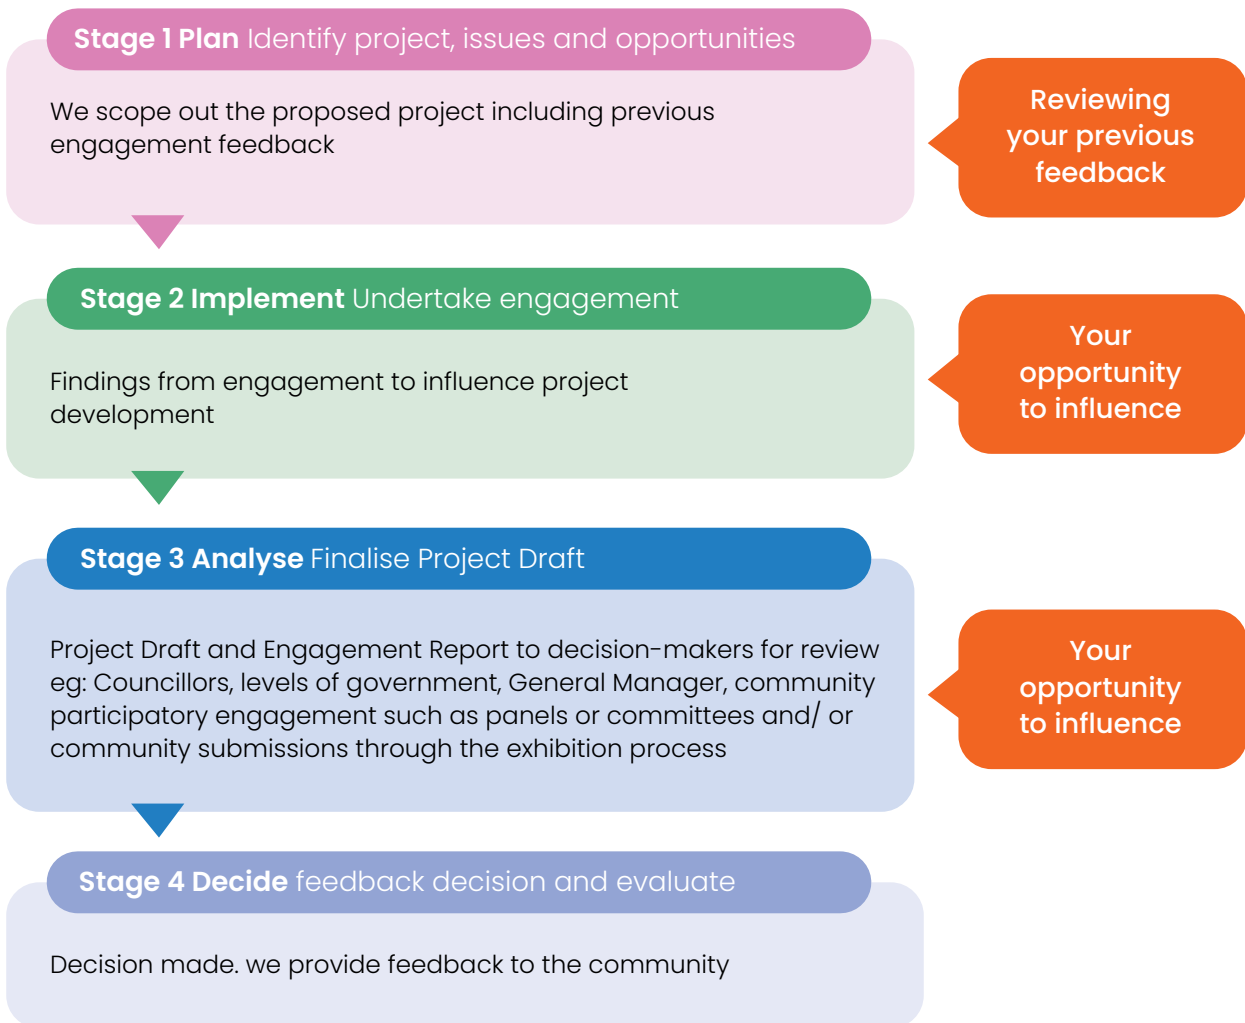 Stage 1 Plan Identify project, issues and opportunities
We scope out the proposed project including previous
engagement feedback
Reviewing
your previous
feedback
Stage 2 Implement Undertake engagement
Findings from engagement to influence project
development
Your
opportunity
to influence
Stage 3 Analyse Finalise Project Draft
Project Draft and Engagement Report to decision-makers for review
eg: Councillors, levels of government, General Manager, community
participatory engagement such as panels or committees and/ or
community submissions through the exhibition process
Your
opportunity
to influence
Stage 4 Decide feedback decision and evaluate
Decision made. we provide feedback to the community